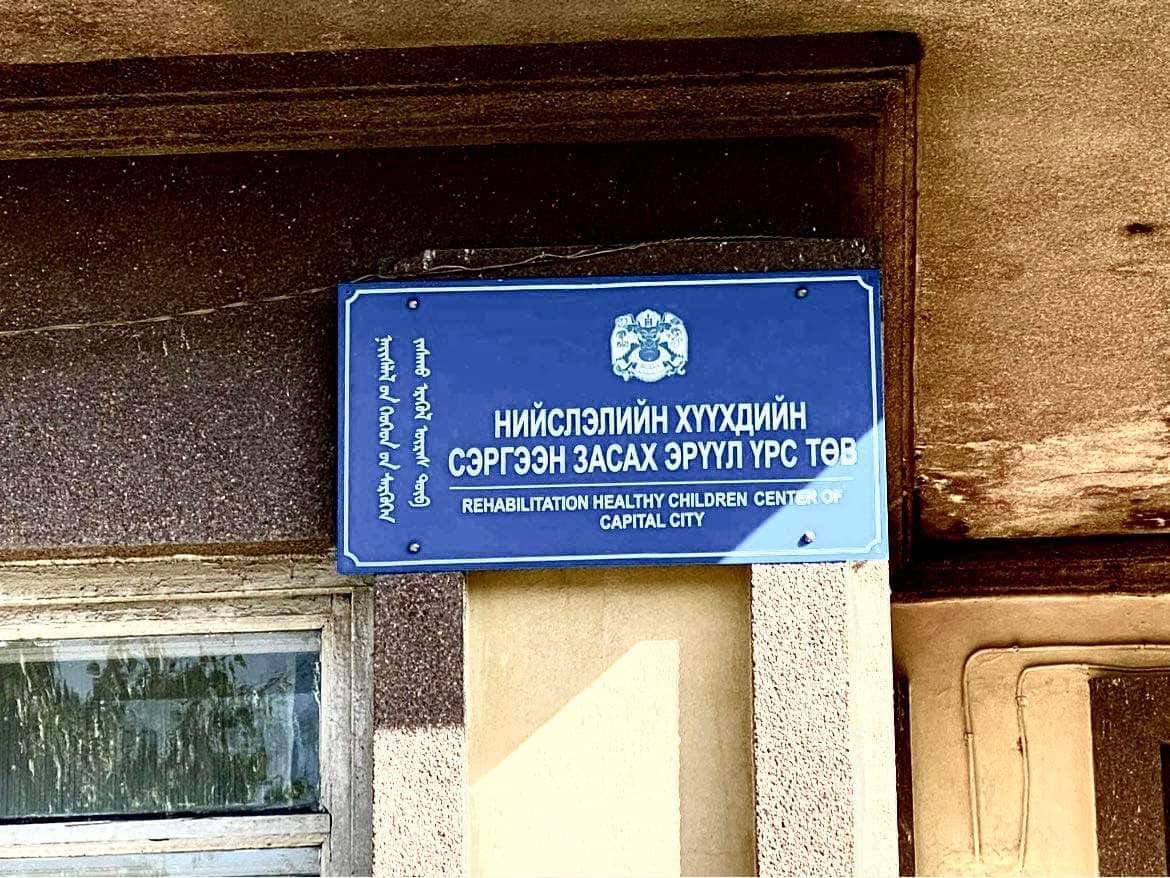 НИЙСЛЭЛИЙН ХҮҮХДИЙН
СЭРГЭЭН ЗАСАХ ЭРҮҮЛ ҮРС ТӨВ
REHABILITATION HEALTHY CHILDREN CENTER OF
CAPITAL CITY